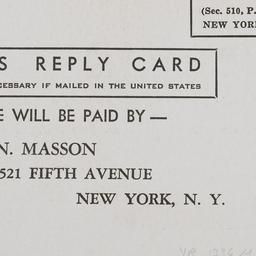 (Sec. 510, P.
NEW YORK
S REPLY CARD
CESSARY IF MAILED IN THE UNITED STATES
E WILL BE PAID BY —
N. MASSON
521 FIFTH AVENUE
NEW YORK, N. Y.